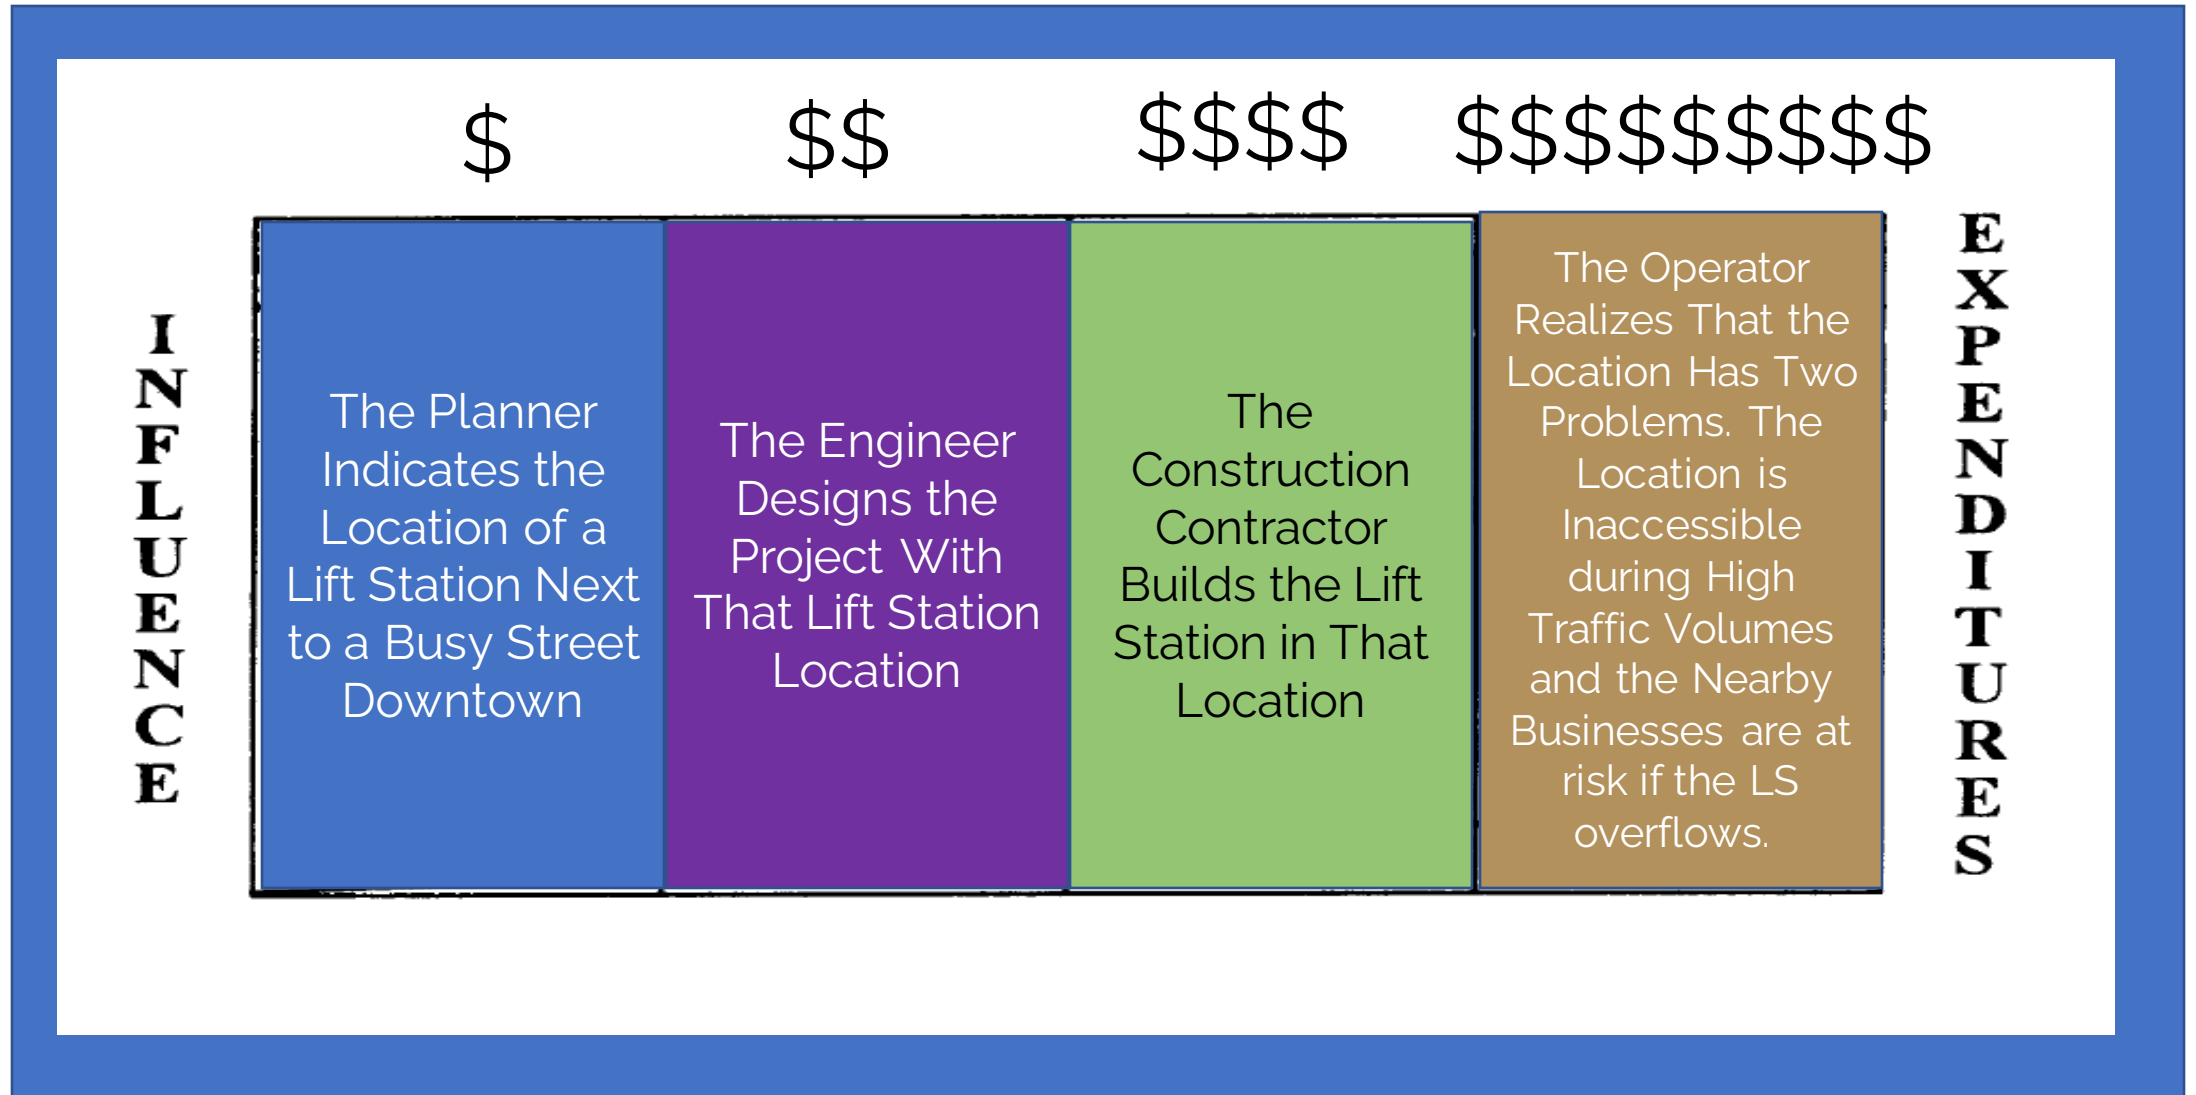 $
$$
$$$$
$$$$$$$$$
INFLUENCE
The Planner
Indicates the
Location of a
Lift Station Next
to a Busy Street
Downtown
The Engineer
Designs the
Project With
That Lift Station
Location
The
Construction
Contractor
Builds the Lift
Station in That
Location
The Operator
Realizes That the
Location Has Two
Problems. The
Location is
Inaccessible
during High
Traffic Volumes
and the Nearby
Businesses are at
risk if the LS
overflows.
EXPENDITURES